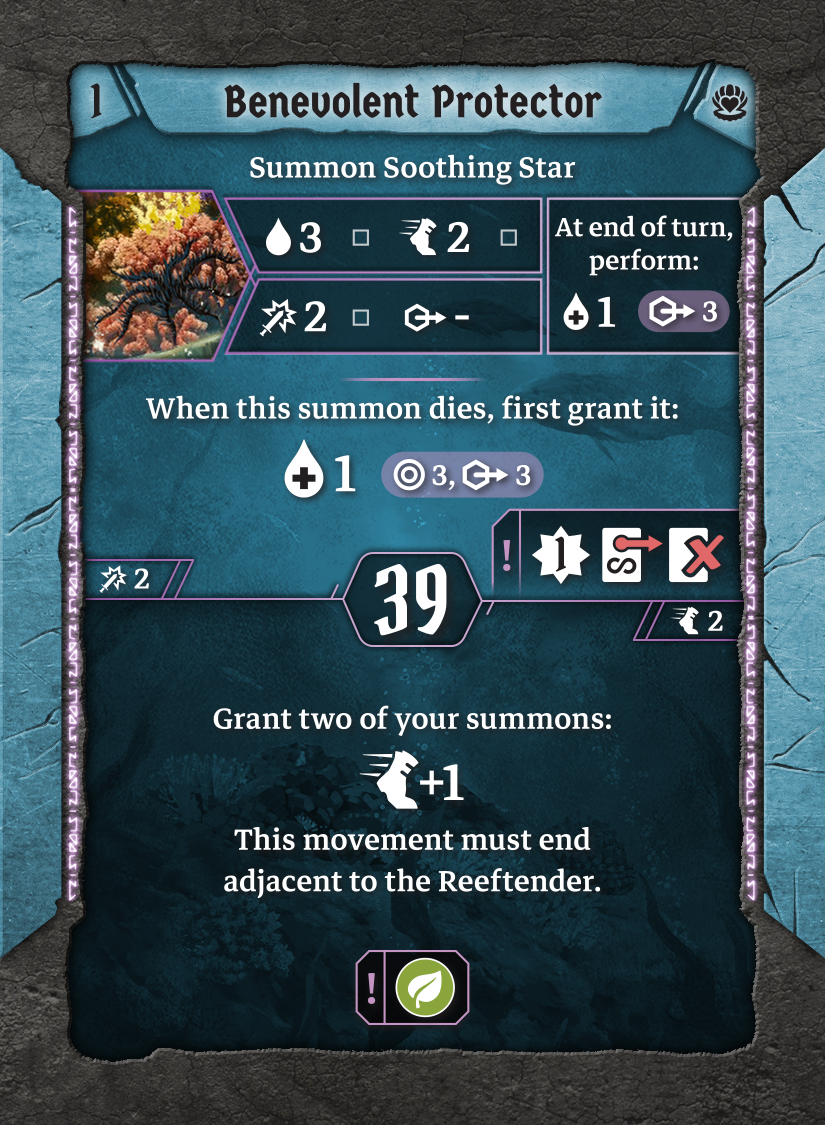 1 Benevolent Protector
Summon Soothing Star
3 2
2 -
At end of turn,
perform:
1 3
When this summon dies, first grant it:
1 3, 3
1
2
39
2
Grant two of your summons:
+1
This movement must end
adjacent to the Reeftender.
!